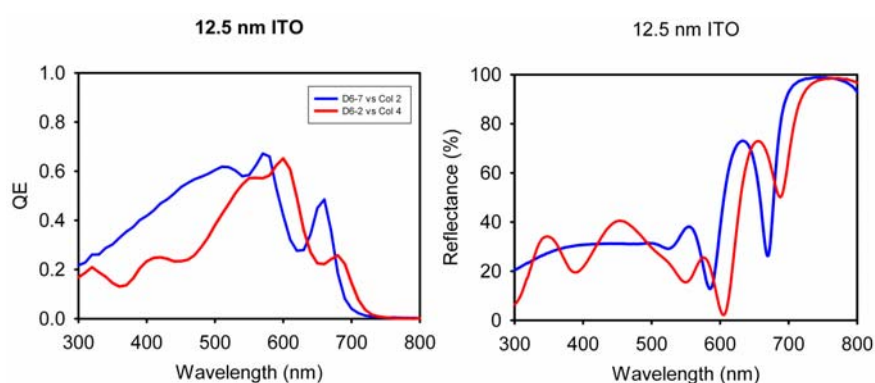 12.5 nm ITO
1.0
0.8
0.6
0.4
0.2
0.0
QE
D6-7 vs Col 2
D6-2 vs Col 4
300 400 500 600 700 800
Wavelength (nm)
12.5 nm ITO
100
80
60
40
20
0
Reflectance (%)
300 400 500 600 700 800
Wavelength (nm)